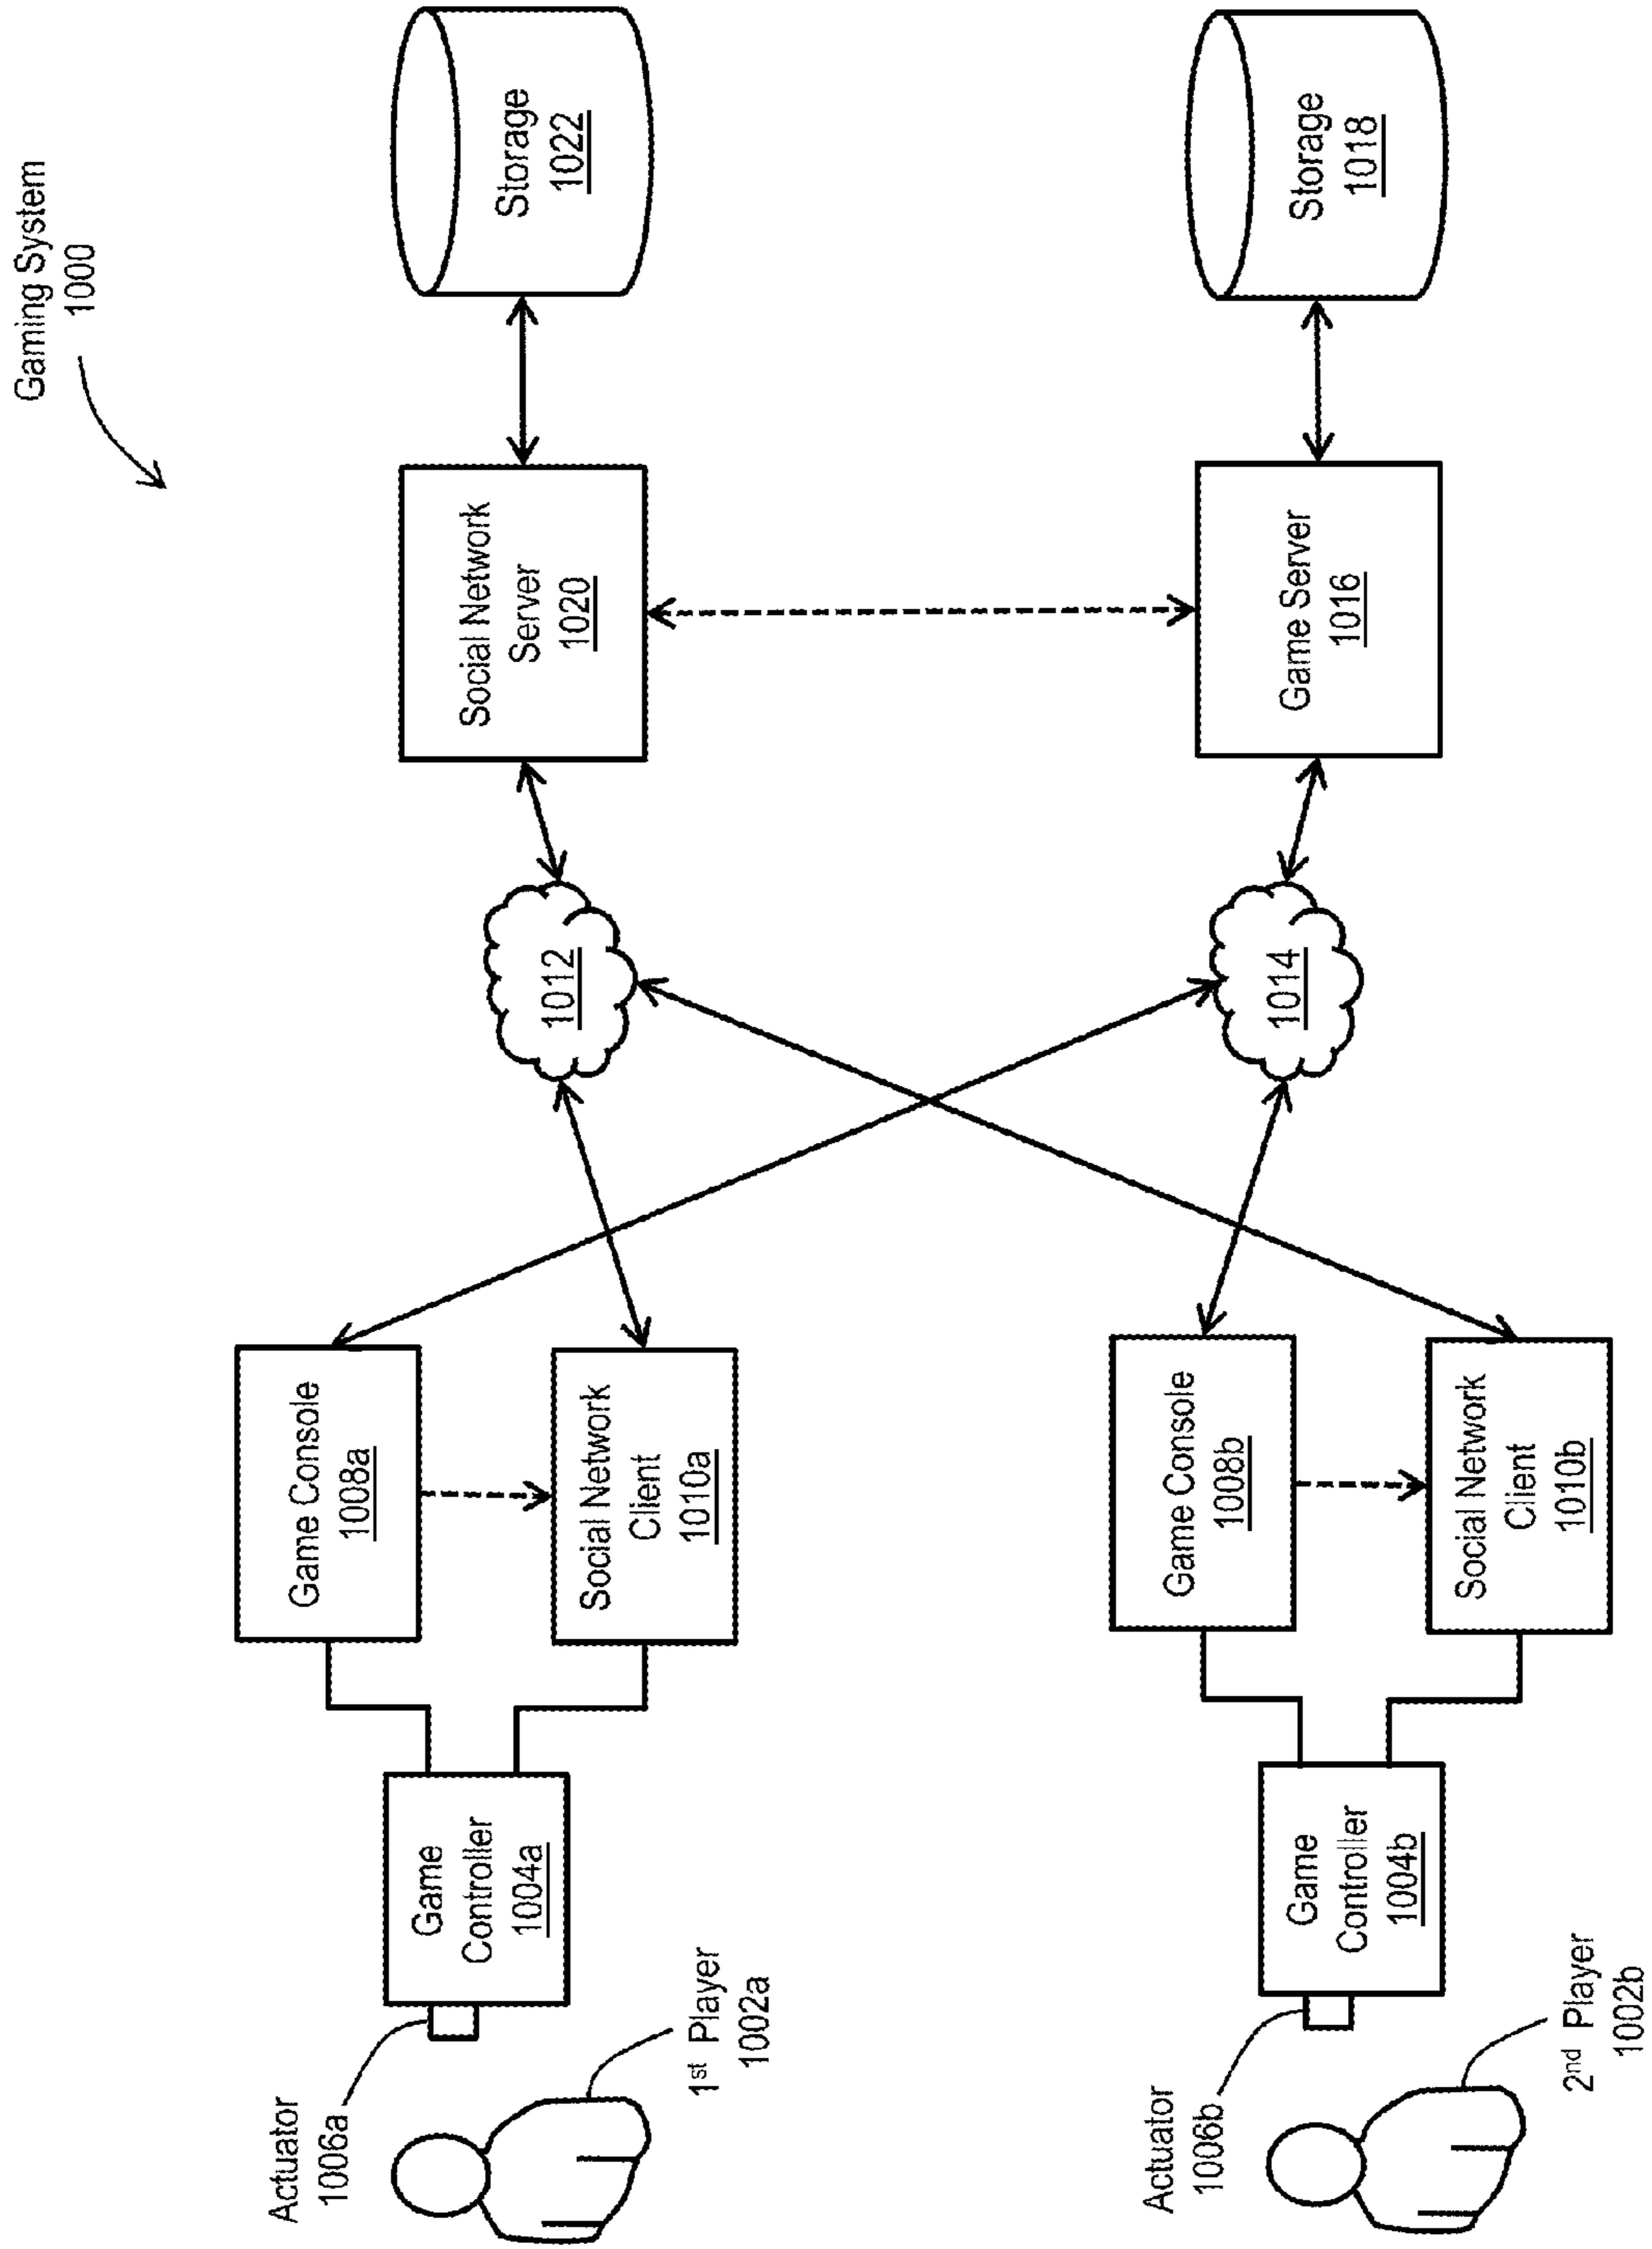 Gaming System
1000
Actuator
1006a
1st Player
1002a
Game
Controller
1004a
Game Console
1008a
Social Network
Client
1010a
1012
Social Network
Server
1020
Storage
1022
Actuator
1006b
2nd Player
1002b
Game
Controller
1004b
Game Console
1008b
Social Network
Client
1010b
1014
Game Server
1016
Storage
1018